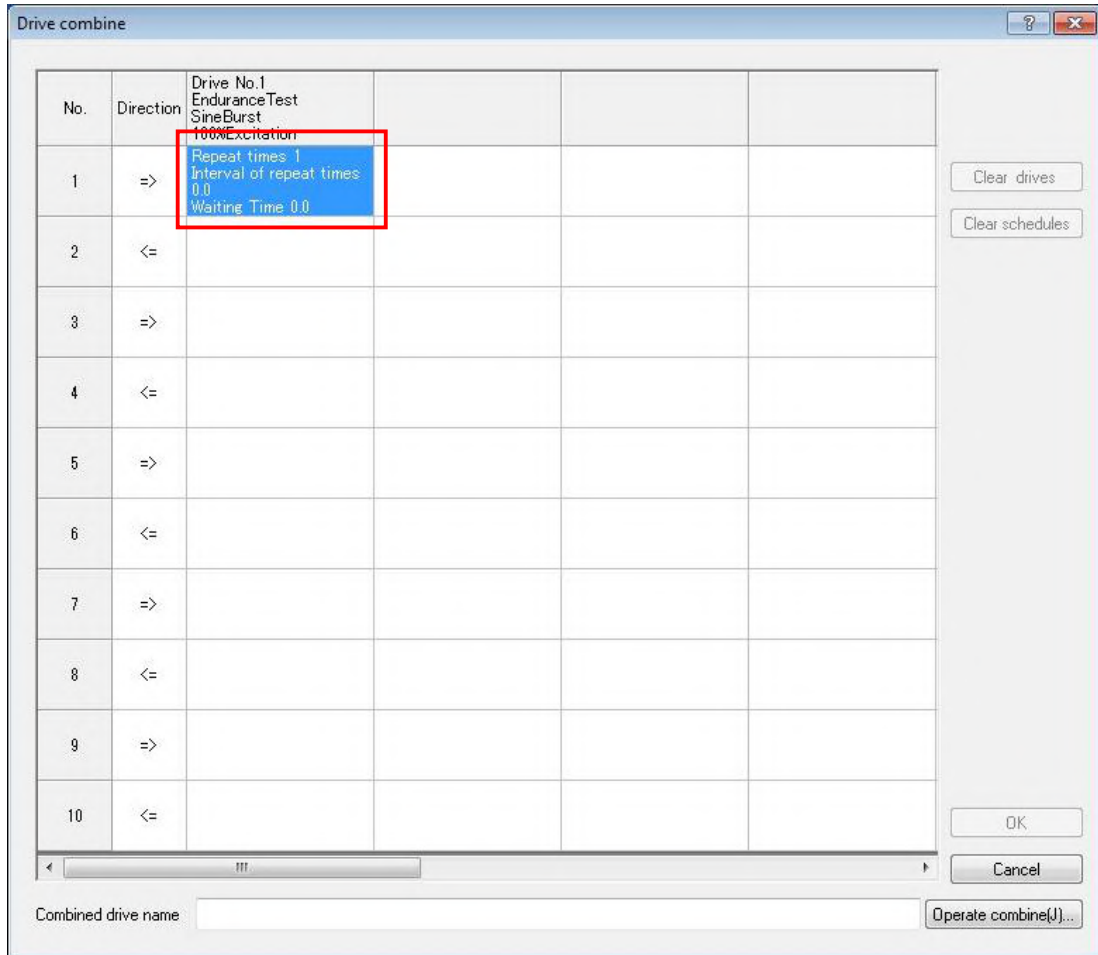 Drive combine
No. Direction Drive No.1
EnduranceTest
SineBurst
100%Excitation
1 => Repeat times 1
Interval of repeat times
0.0
Waiting Time 0.0
Clear drives
Clear schedules
2 <=
3 =>
4 <=
5 =>
6 <=
7 =>
8 <=
9 =>
10 <=
OK
Cancel
Combined drive name
Operate combine(J)...